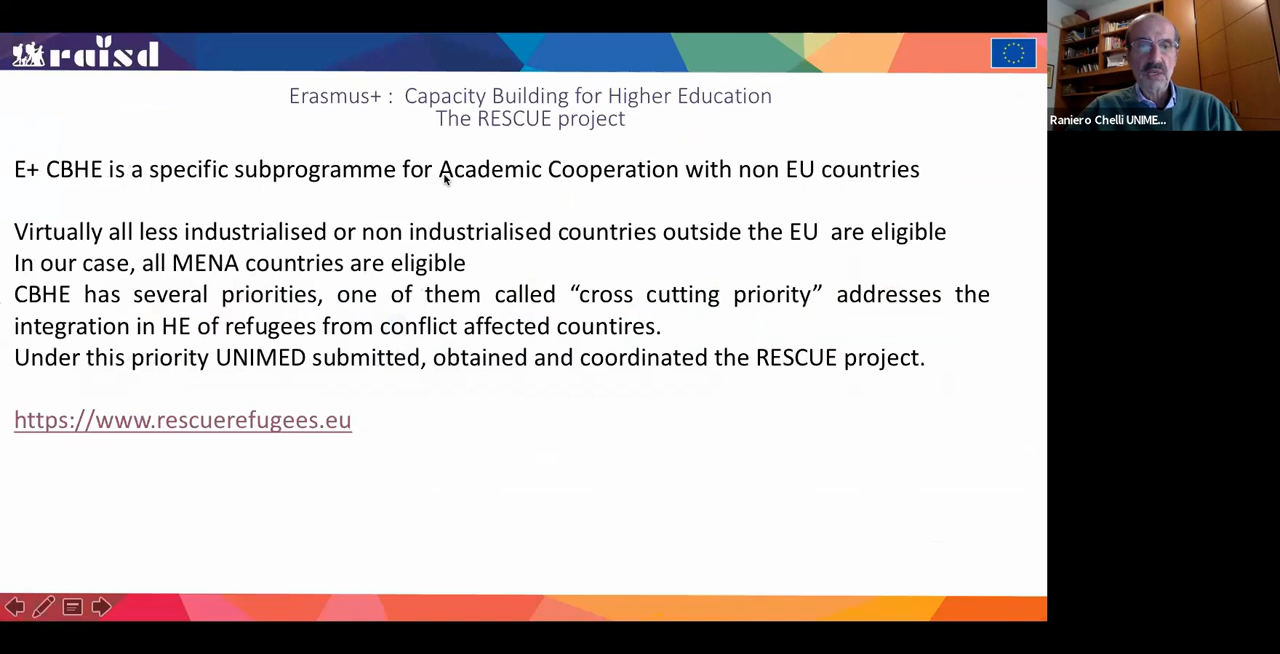 raisd
Erasmus+ : Capacity Building for Higher Education
The RESCUE project
E+ CBHE is a specific subprogramme for Academic Cooperation with non EU countries
Virtually all less industrialised or non industrialised countries outside the EU are eligible
In our case, all MENA countries are eligible
CBHE has several priorities, one of them called “cross cutting priority” addresses the
integration in HE of refugees from conflict affected countires.
Under this priority UNIMED submitted, obtained and coordinated the RESCUE project.
https://www.rescuerefugees.eu
Raniero Chelli UNIME...